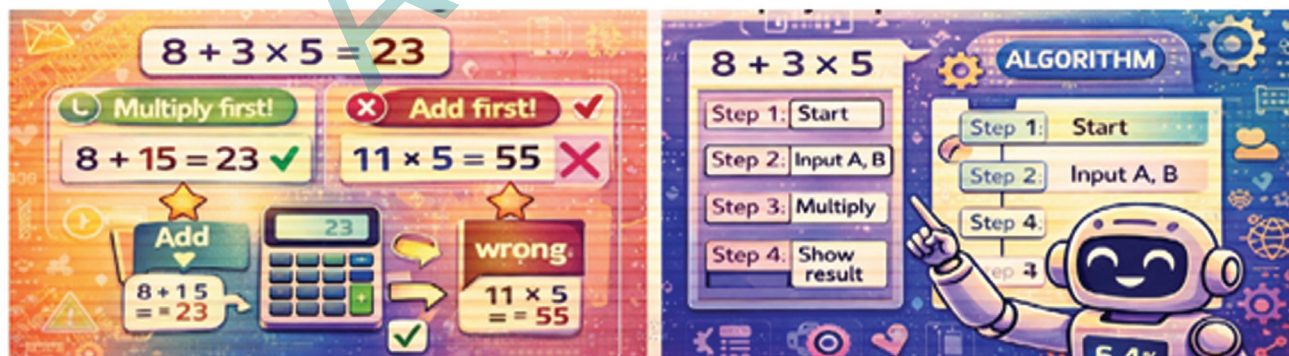 8 + 3 × 5 = 23
Multiply first!
Add first!
8 + 15 = 23
11 × 5 = 55
Add
8 + 15
= = 23
23
wrong.
11 × 5
= = 55
8 + 3 × 5
Step 1: Start
Step 2: Input A, B
Step 3: Multiply
Step 4: Show
result
ALGORITHM
Step 1: Start
Step 2: Input A, B
Step 4: